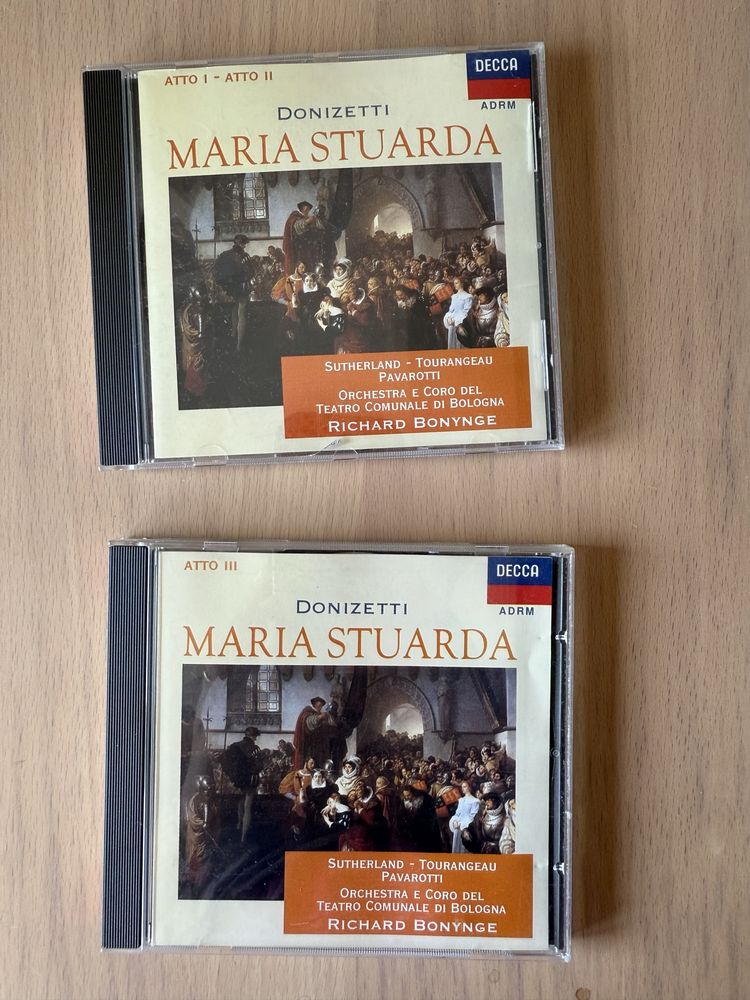 ATTO I - ATTO II
DECCA
ADRM
DONIZETTI
MARIA STUARDA
SUTHERLAND - TOURANGEAU
PAVAROTTI
ORCHESTRA E CORO DEL
TEATRO COMUNALE DI BOLOGNA
RICHARD BONYNGE
ATTO III
DECCA
ADRM
DONIZETTI
MARIA STUARDA
SUTHERLAND - TOURANGEAU
PAVAROTTI
ORCHESTRA E CORO DEL
TEATRO COMUNALE DI BOLOGNA
RICHARD BONYNGE